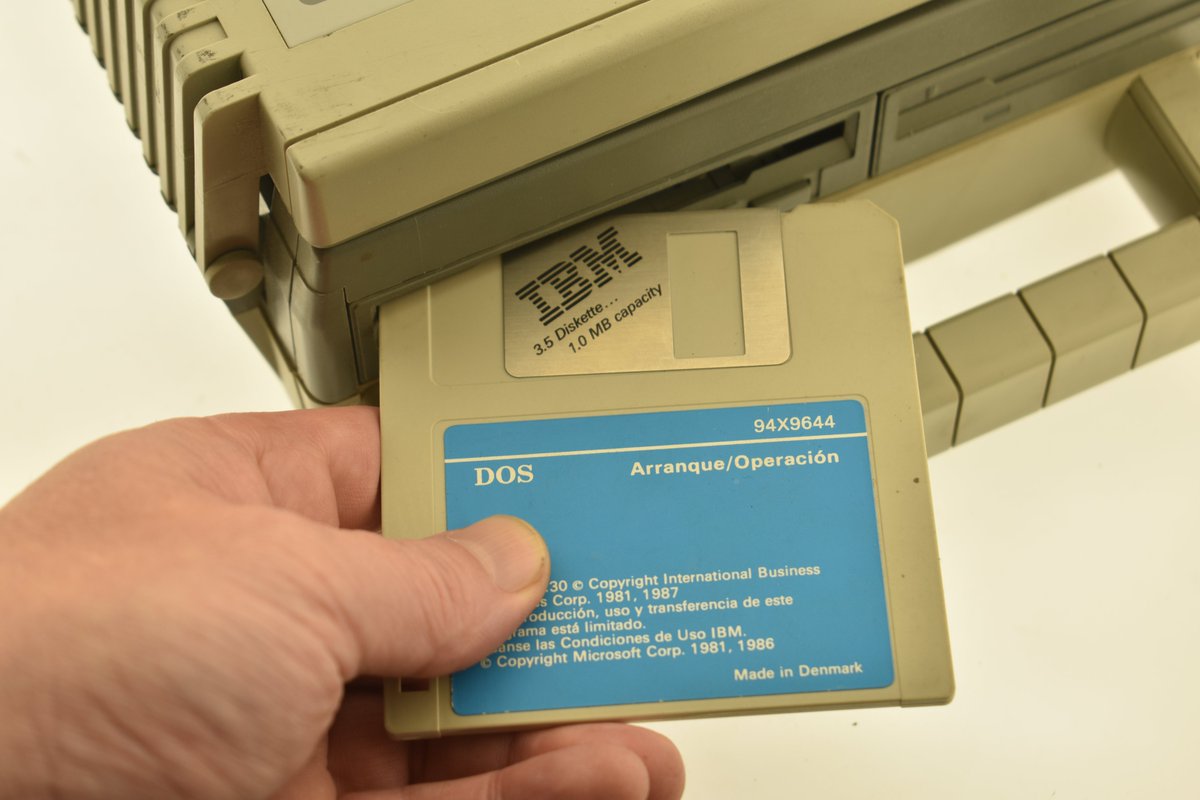 IBM
3.5 Diskette...
1.0 MB capacity
94X9644
DOS Arranque/Operación
30 © Copyright International Business
Corp. 1981, 1987
uso y transferencia de este
está limitado.
las Condiciones de Uso IBM.
© Copyright Microsoft Corp. 1981, 1986
Made in Denmark